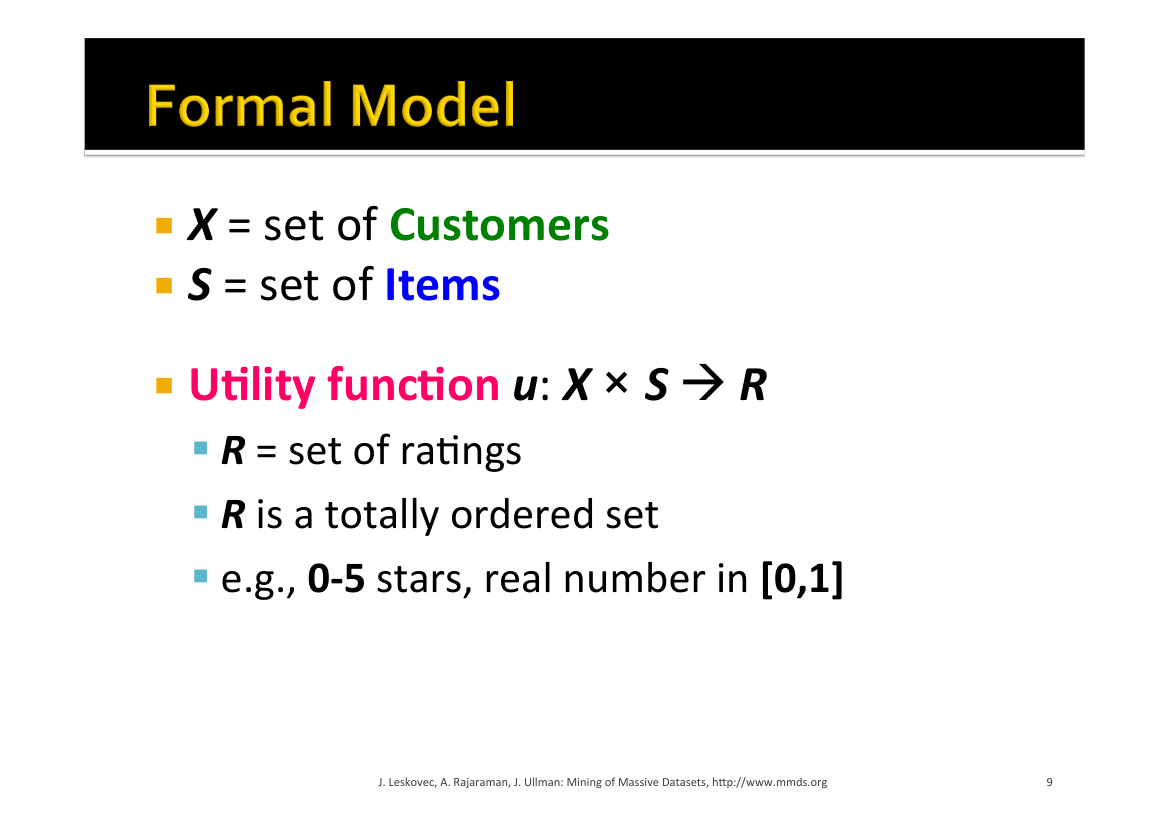 Formal Model
▪ X = set of Customers
▪ S = set of Items
▪ Utility function u: X × S → R
▪ R = set of ratings
▪ R is a totally ordered set
▪ e.g., 0-5 stars, real number in [0,1]
J. Leskovec, A. Rajaraman, J. Ullman: Mining of Massive Datasets, http://www.mmds.org 9